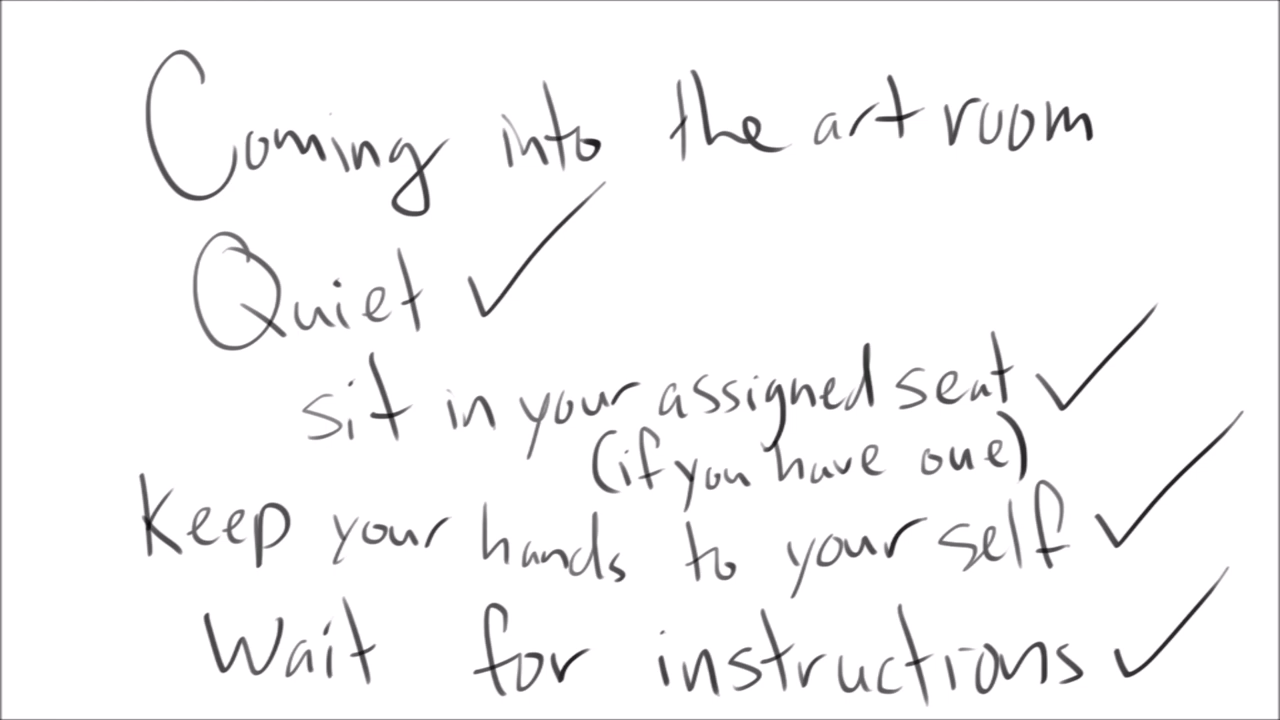 Coming into the art room
Quiet ✓
sit in your assigned seat ✓
(if you have one)
Keep your hands to your self ✓
Wait for instructions ✓